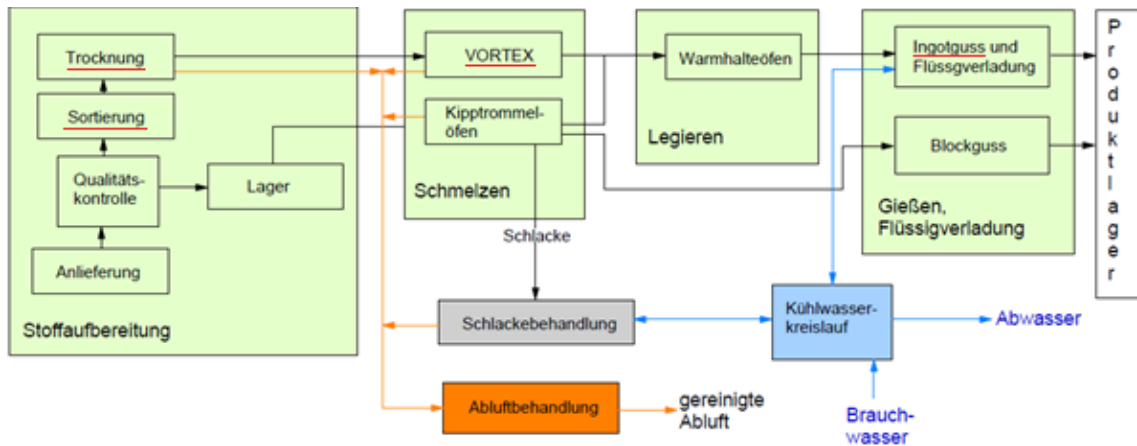 Trocknung
Sortierung
Qualitäts-
kontrolle
Anlieferung
Lager
Stoffaufbereitung
VORTEX
Kipptrommel-
öfen
Schmelzen
Schlacke
Warmhalteöfen
Legieren
Ingotguss und
Flüssgverladung
Blockguss
Gießen,
Flüssigverladung
P
r
o
d
u
k
t
l
a
g
e
r
Schlackebehandlung
Kühlwasser-
kreislauf
Abwasser
Abluftbehandlung
gereinigte
Abluft
Brauch-
wasser